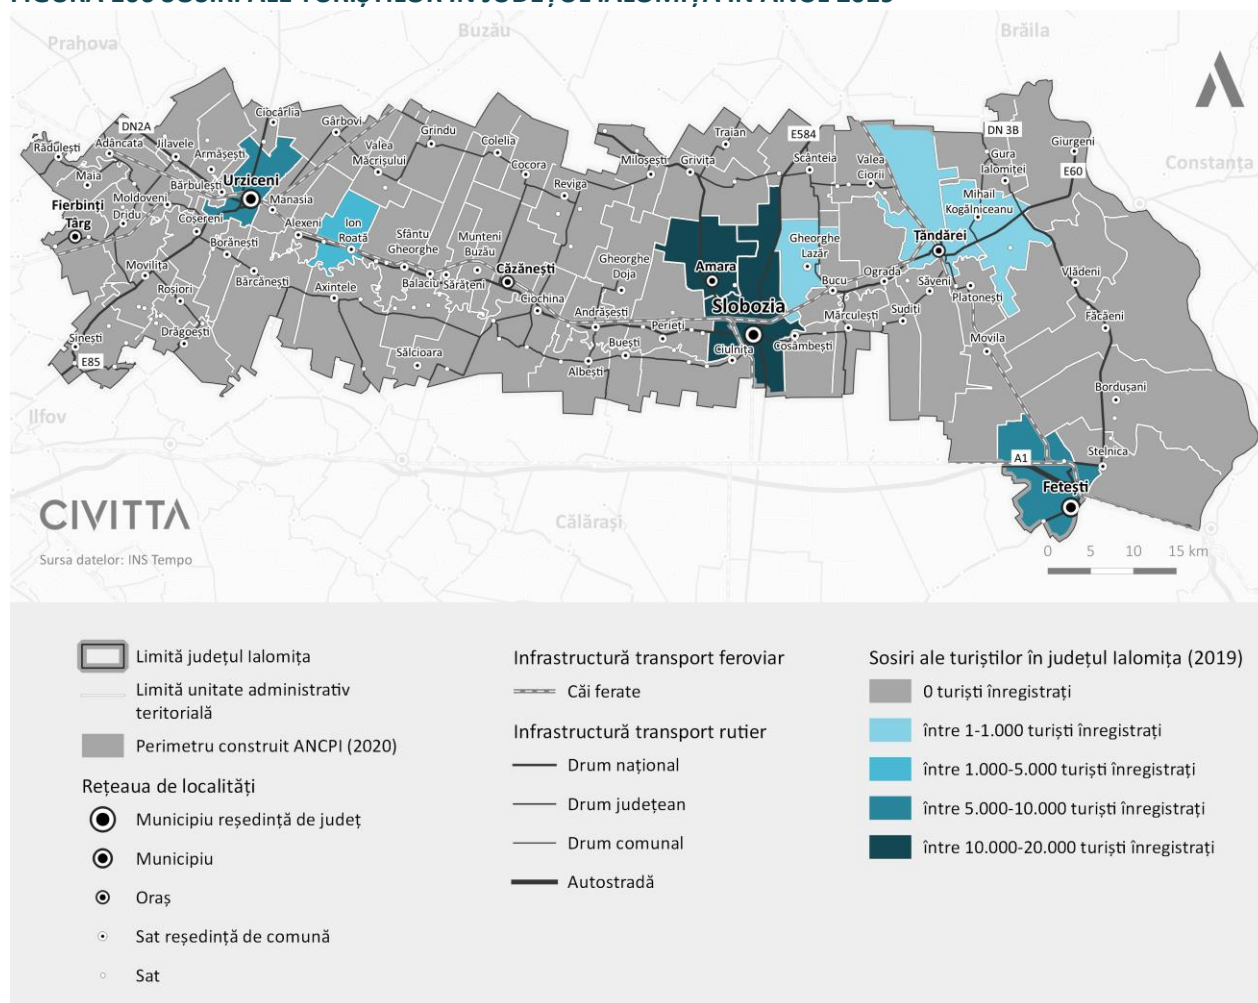 Prahova
Buzău
Brăila
Constanța
Ilfov
Călărași
DN2A
E584
DN 3B
E60
E85
A1
Rădulești
Adâncata
Jilavele
Ciocârlia
Gârbovi
Grindu
Colelia
Traian
Scânteia
Gura
Ialomiței
Giurgeni
Maia
Armășești
Valea
Măcrișului
Cocora
Miloșești
Grivița
Valea
Ciorii
Bărbulești
Urziceni
Reviga
Mihail
Kogălniceanu
Fierbinți
Târg
Moldoveni
Dridu
Manasia
Coșereni
Alexeni
Ion
Roată
Sfântu
Gheorghe
Munteni
Buzău
Gheorghe
Lazăr
Țăndărei
Borănești
Movilița
Bărcănești
Balaciu
Sărățeni
Căzănești
Gheorghe
Doja
Amara
Bucu
Ograda
Săveni
Platonești
Vlădeni
Roșiori
Axintele
Ciochina
Slobozia
Andrășești
Perieți
Mărculești
Sudiți
Făcăeni
Sinești
Drăgoești
Sălcioara
Albești
Buești
Ciulnița
Cosâmbești
Movila
Bordușani
Stelnica
Fetești
CIVITTA
Sursa datelor: INS Tempo
0 5 10 15 km
Limită județul Ialomița
Limită unitate administrativ
teritorială
Perimetru construit ANCPI (2020)
Rețeaua de localități
Municipiu reședință de județ
Municipiu
Oraș
Sat reședință de comună
Sat
Infrastructură transport feroviar
Căi ferate
Infrastructură transport rutier
Drum național
Drum județean
Drum comunal
Autostradă
Sosiri ale turiștilor în județul Ialomița (2019)
0 turiști înregistrați
între 1-1.000 turiști înregistrați
între 1.000-5.000 turiști înregistrați
între 5.000-10.000 turiști înregistrați
între 10.000-20.000 turiști înregistrați